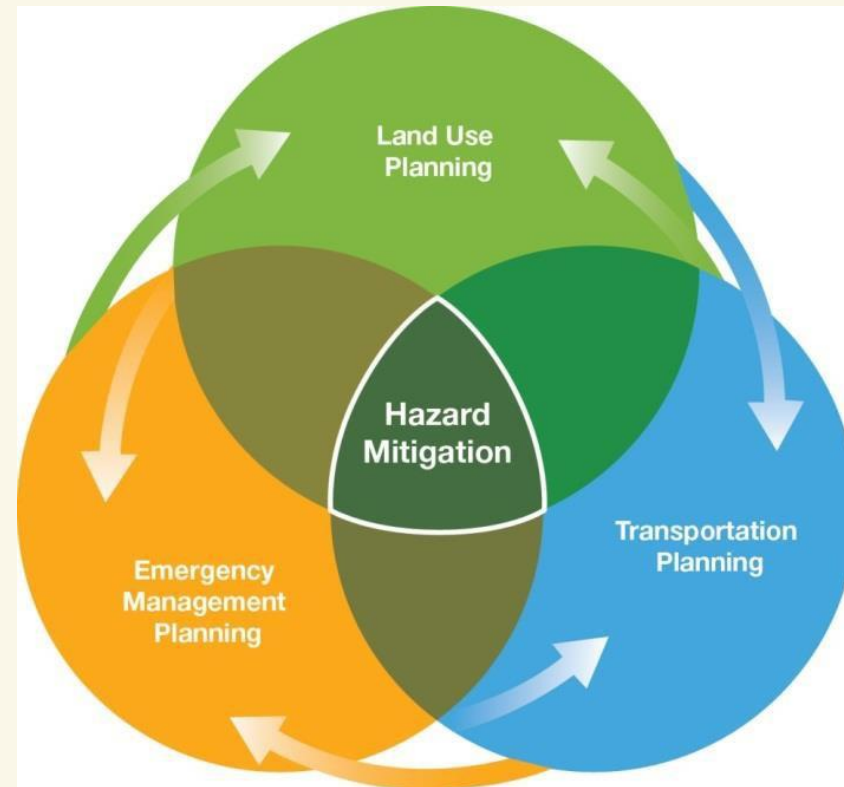 Land Use
Planning
Hazard
Mitigation
Transportation
Planning
Emergency
Management
Planning